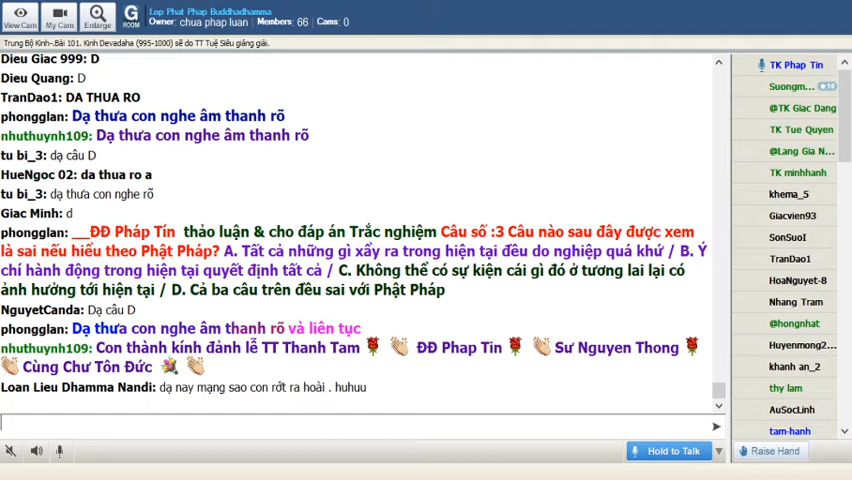 Lop Phat Phap Buddhadhamma
Owner: chua phap luan Members: 66 Cams: 0
View Cam
My Cam
Enlarge
G
ROOM
Trung Bộ Kinh-.Bài 101. Kinh Devadaha (995-1000) sẽ do TT Tuệ Siêu giảng giải.
Dieu Giac 999: D
Dieu Quang: D
TranDao1: DA THUA RO
phongglan: Dạ thưa con nghe âm thanh rõ
nhuthuynh109: Dạ thưa con nghe âm thanh rõ
tu bi_3: dạ câu D
HueNgoc 02: da thua ro a
tu bi_3: dạ thưa con nghe rõ
Giac Minh: d
phongglan: __ĐĐ Pháp Tín thảo luận & cho đáp án Trắc nghiệm Câu số :3 Câu nào sau đây được xem
là sai nếu hiểu theo Phật Pháp? A. Tất cả những gì xẩy ra trong hiện tại đều do nghiệp quá khứ / B. Ý
chí hành động trong hiện tại quyết định tất cả / C. Không thể có sự kiện cái gì đó ở tương lai lại có
ảnh hưởng tới hiện tại / D. Cả ba câu trên đều sai với Phật Pháp
NguyetCanda: Dạ câu D
phongglan: Dạ thưa con nghe âm thanh rõ và liên tục
nhuthuynh109: Con thành kính đảnh lễ TT Thanh Tam ĐĐ Phap Tin Sư Nguyen Thong
Cùng Chư Tôn Đức
Loan Lieu Dhamma Nandi: dạ nay mạng sao con rớt ra hoài . huhuu
TK Phap Tin
Suongm... 10
@TK Giac Dang
TK Tue Quyen
@Lang Gia N...
TK minhhanh
khema_5
Giacvien93
SonSuoI
TranDao1
HoaNguyet-8
Nhang Tram
@hongnhat
Huyenmong2...
khanh an_2
thy lam
AuSocLinh
tam-hanh
Hold to Talk
Raise Hand